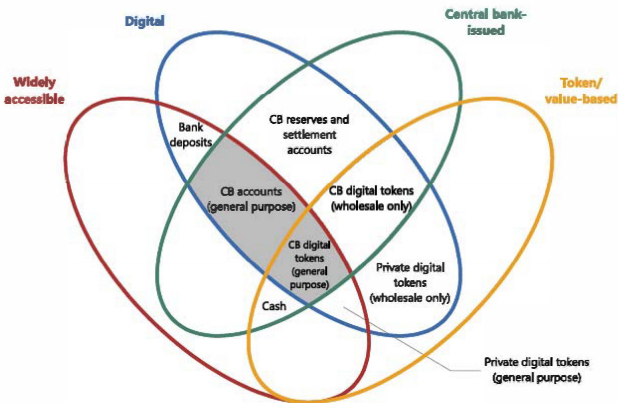 Digital
Central bank-
issued
Widely
accessible
Token/
value-based
Bank
deposits
CB reserves and
settlement
accounts
CB accounts
(general purpose)
CB digital tokens
(wholesale only)
CB digital
tokens
(general
purpose)
Private digital
tokens
(wholesale only)
Cash
Private digital tokens
(general purpose)